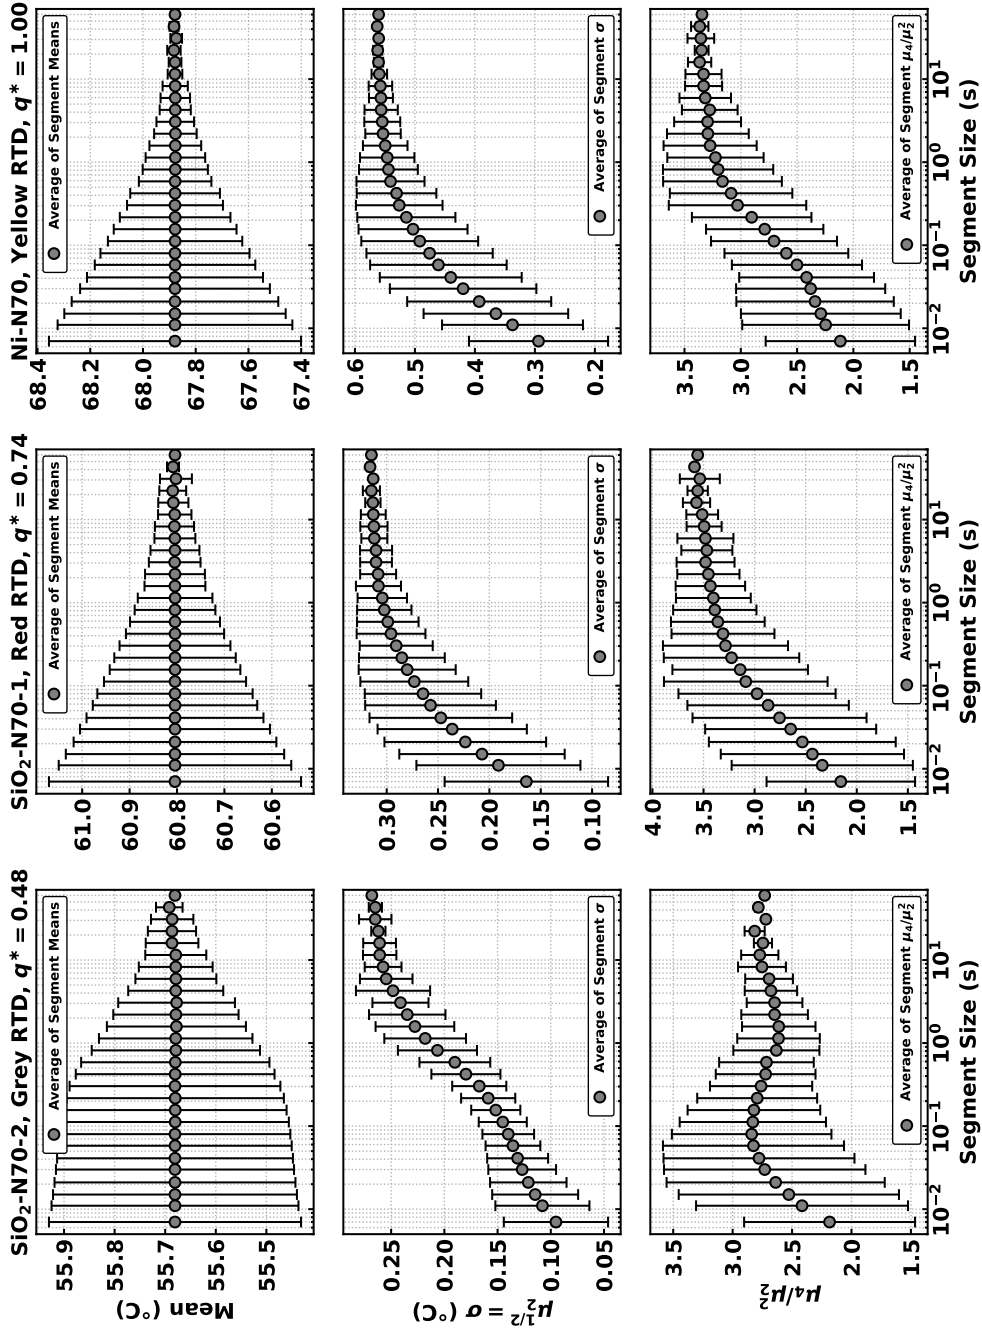 SiO₂-N70-2, Grey RTD, q* = 0.48
SiO₂-N70-1, Red RTD, q* = 0.74
Ni-N70, Yellow RTD, q* = 1.00
Mean (°C)
55.9
55.8
55.7
55.6
55.5
Average of Segment Means
61.0
60.9
60.8
60.7
60.6
Average of Segment Means
68.4
68.2
68.0
67.8
67.6
67.4
Average of Segment Means
μ₂^1/2 = σ (°C)
0.25
0.20
0.15
0.10
0.05
Average of Segment σ
0.30
0.25
0.20
0.15
0.10
Average of Segment σ
0.6
0.5
0.4
0.3
0.2
Average of Segment σ
μ₄/μ₂²
3.5
3.0
2.5
2.0
1.5
Average of Segment μ₄/μ₂²
4.0
3.5
3.0
2.5
2.0
1.5
Average of Segment μ₄/μ₂²
3.5
3.0
2.5
2.0
1.5
Average of Segment μ₄/μ₂²
10⁻² 10⁻¹ 10⁰ 10¹
10⁻² 10⁻¹ 10⁰ 10¹
10⁻² 10⁻¹ 10⁰ 10¹
Segment Size (s)
Segment Size (s)
Segment Size (s)